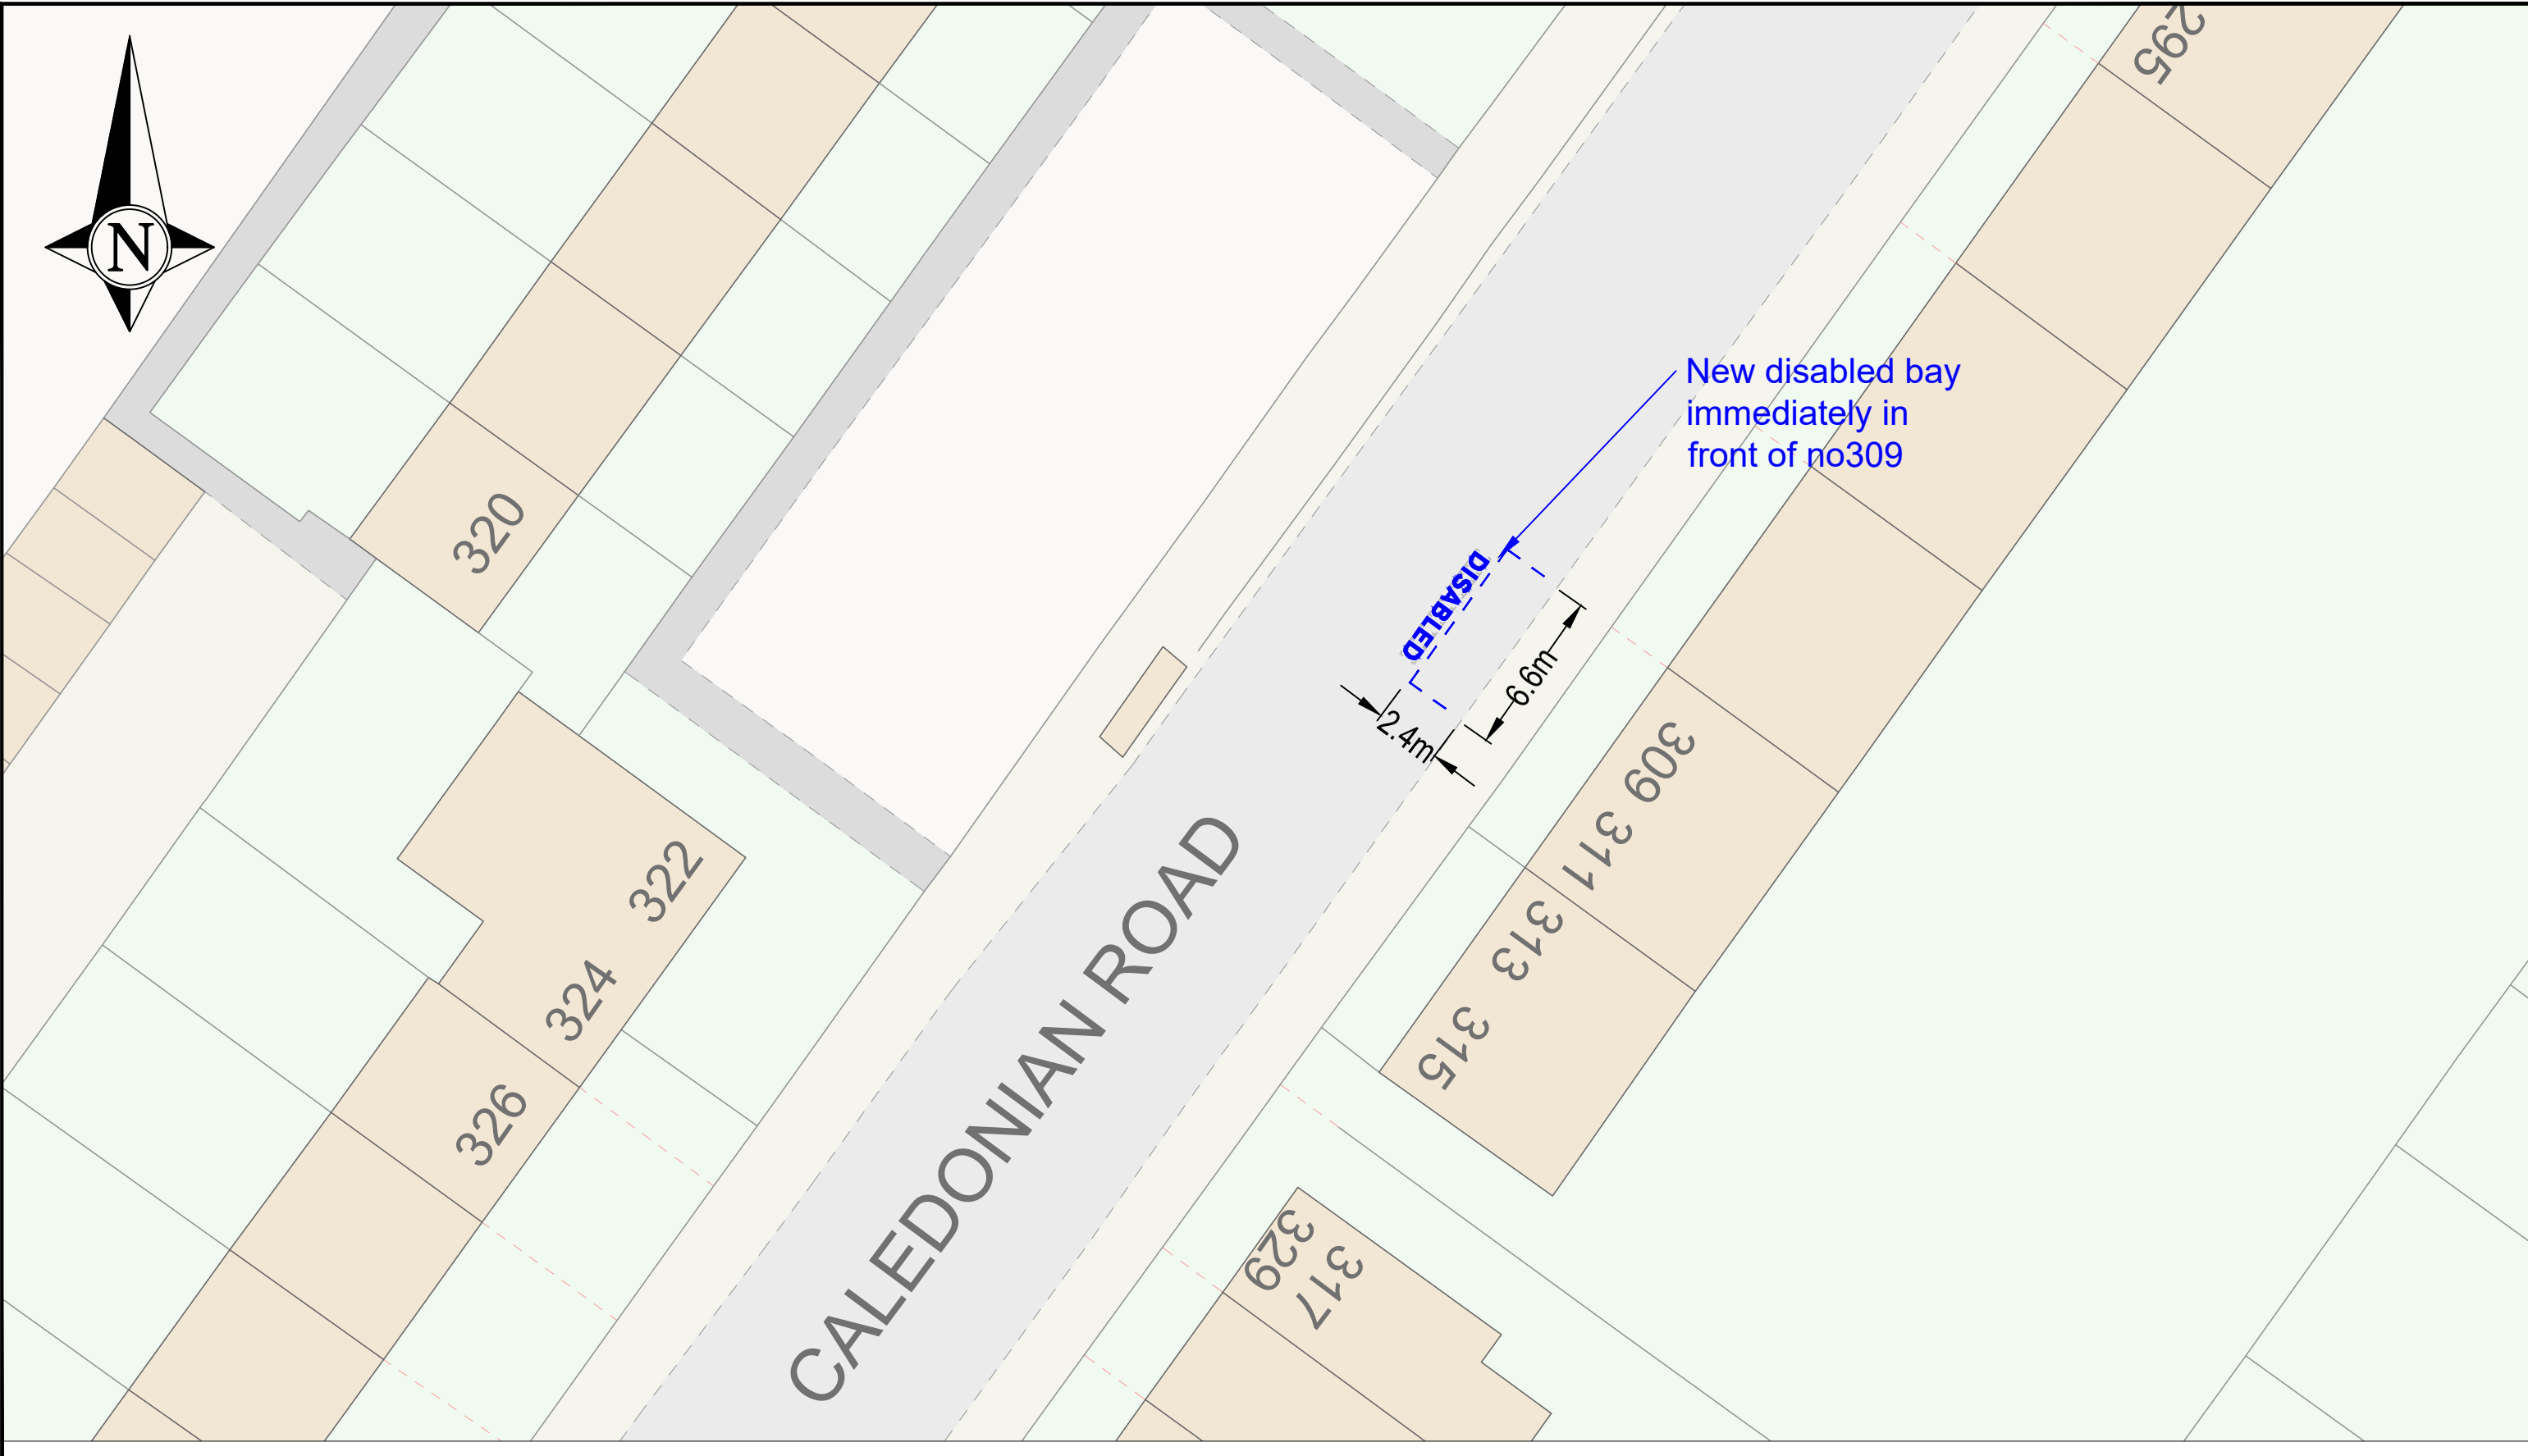 295
N
New disabled bay
immediately in
front of no309
320
DISABLED
6.6m
2.4m
309
311
313
315
322
324
326
CALEDONIAN ROAD
329
317